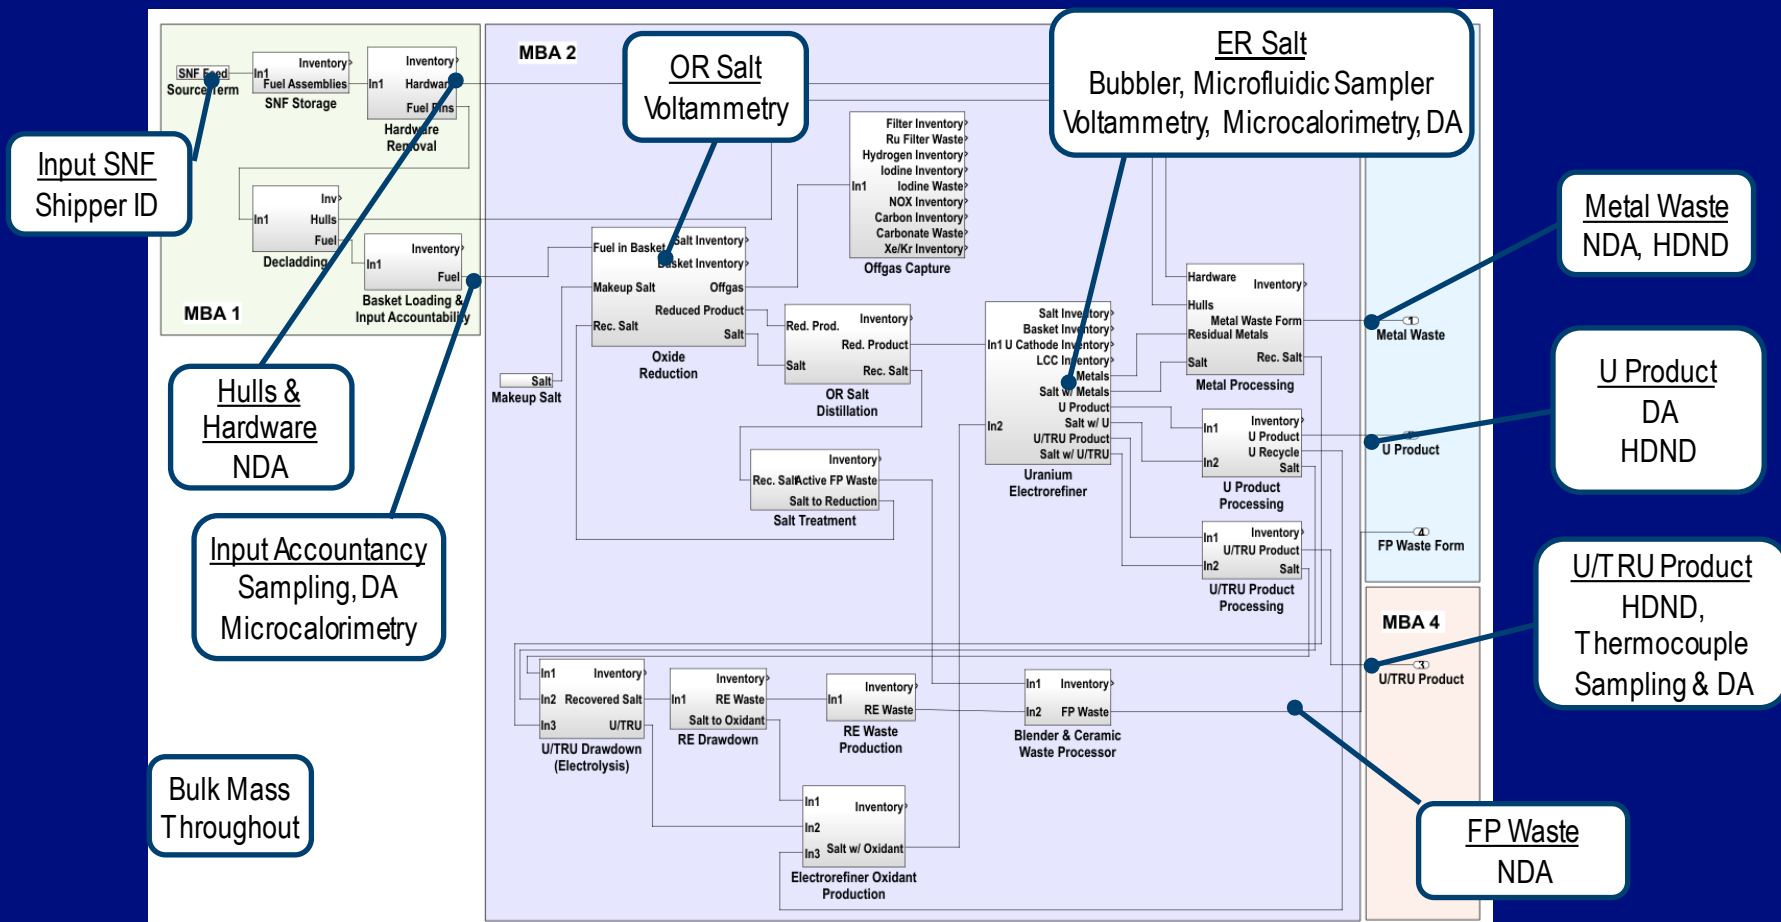 MBA 1
SNF Feed
Source Term
In1
Inventory
Fuel Assemblies
SNF Storage
In1
Inventory
Hardware
Fuel Pins
Hardware
Removal
In1
Inv
Hulls
Fuel
Decladding
In1
Inventory
Fuel
Basket Loading &
Input Accountability
Input SNF
Shipper ID
Hulls &
Hardware
NDA
Input Accountancy
Sampling, DA
Microcalorimetry
Bulk Mass
Throughout
MBA 2
OR Salt
Voltammetry
ER Salt
Bubbler, Microfluidic Sampler
Voltammetry, Microcalorimetry, DA
In1
Filter Inventory
Ru Filter Waste
Hydrogen Inventory
Iodine Inventory
Iodine Waste
NOX Inventory
Carbon Inventory
Carbonate Waste
Xe/Kr Inventory
Offgas Capture
Fuel in Basket
Makeup Salt
Rec. Salt
Salt Inventory
Basket Inventory
Offgas
Reduced Product
Salt
Oxide
Reduction
Salt
Makeup Salt
Red. Prod.
Salt
Inventory
Red. Product
Rec. Salt
OR Salt
Distillation
Rec. Salt
Inventory
Active FP Waste
Salt to Reduction
Salt Treatment
In1
In2
Salt Inventory
Basket Inventory
U Cathode Inventory
LCC Inventory
Metals
Salt w/ Metals
U Product
Salt w/ U
U/TRU Product
Salt w/ U/TRU
Uranium
Electrorefiner
Hardware
Hulls
Residual Metals
Salt
Inventory
Metal Waste Form
Rec. Salt
Metal Processing
In1
In2
Inventory
U Product
U Recycle
Salt
U Product
Processing
In1
In2
Inventory
U/TRU Product
Salt
U/TRU Product
Processing
In1
In2
In3
Inventory
Recovered Salt
U/TRU
U/TRU Drawdown
(Electrolysis)
In1
Inventory
RE Waste
Salt to Oxidant
RE Drawdown
In1
Inventory
RE Waste
RE Waste
Production
In1
In2
Inventory
FP Waste
Blender & Ceramic
Waste Processor
In1
In2
In3
Inventory
Salt w/ Oxidant
Electrorefiner Oxidant
Production
1
Metal Waste
U Product
4
FP Waste Form
MBA 4
3
U/TRU Product
Metal Waste
NDA, HDND
U Product
DA
HDND
U/TRU Product
HDND,
Thermocouple
Sampling & DA
FP Waste
NDA